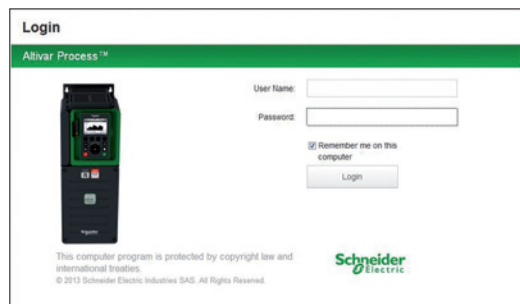 Login
Altivar Process™
User Name:
Password:
Remember me on this
computer
Login
This computer program is protected by copyright law and
international treaties.
© 2013 Schneider Electric Industries SAS. All Rights Reserved.
Schneider
Electric